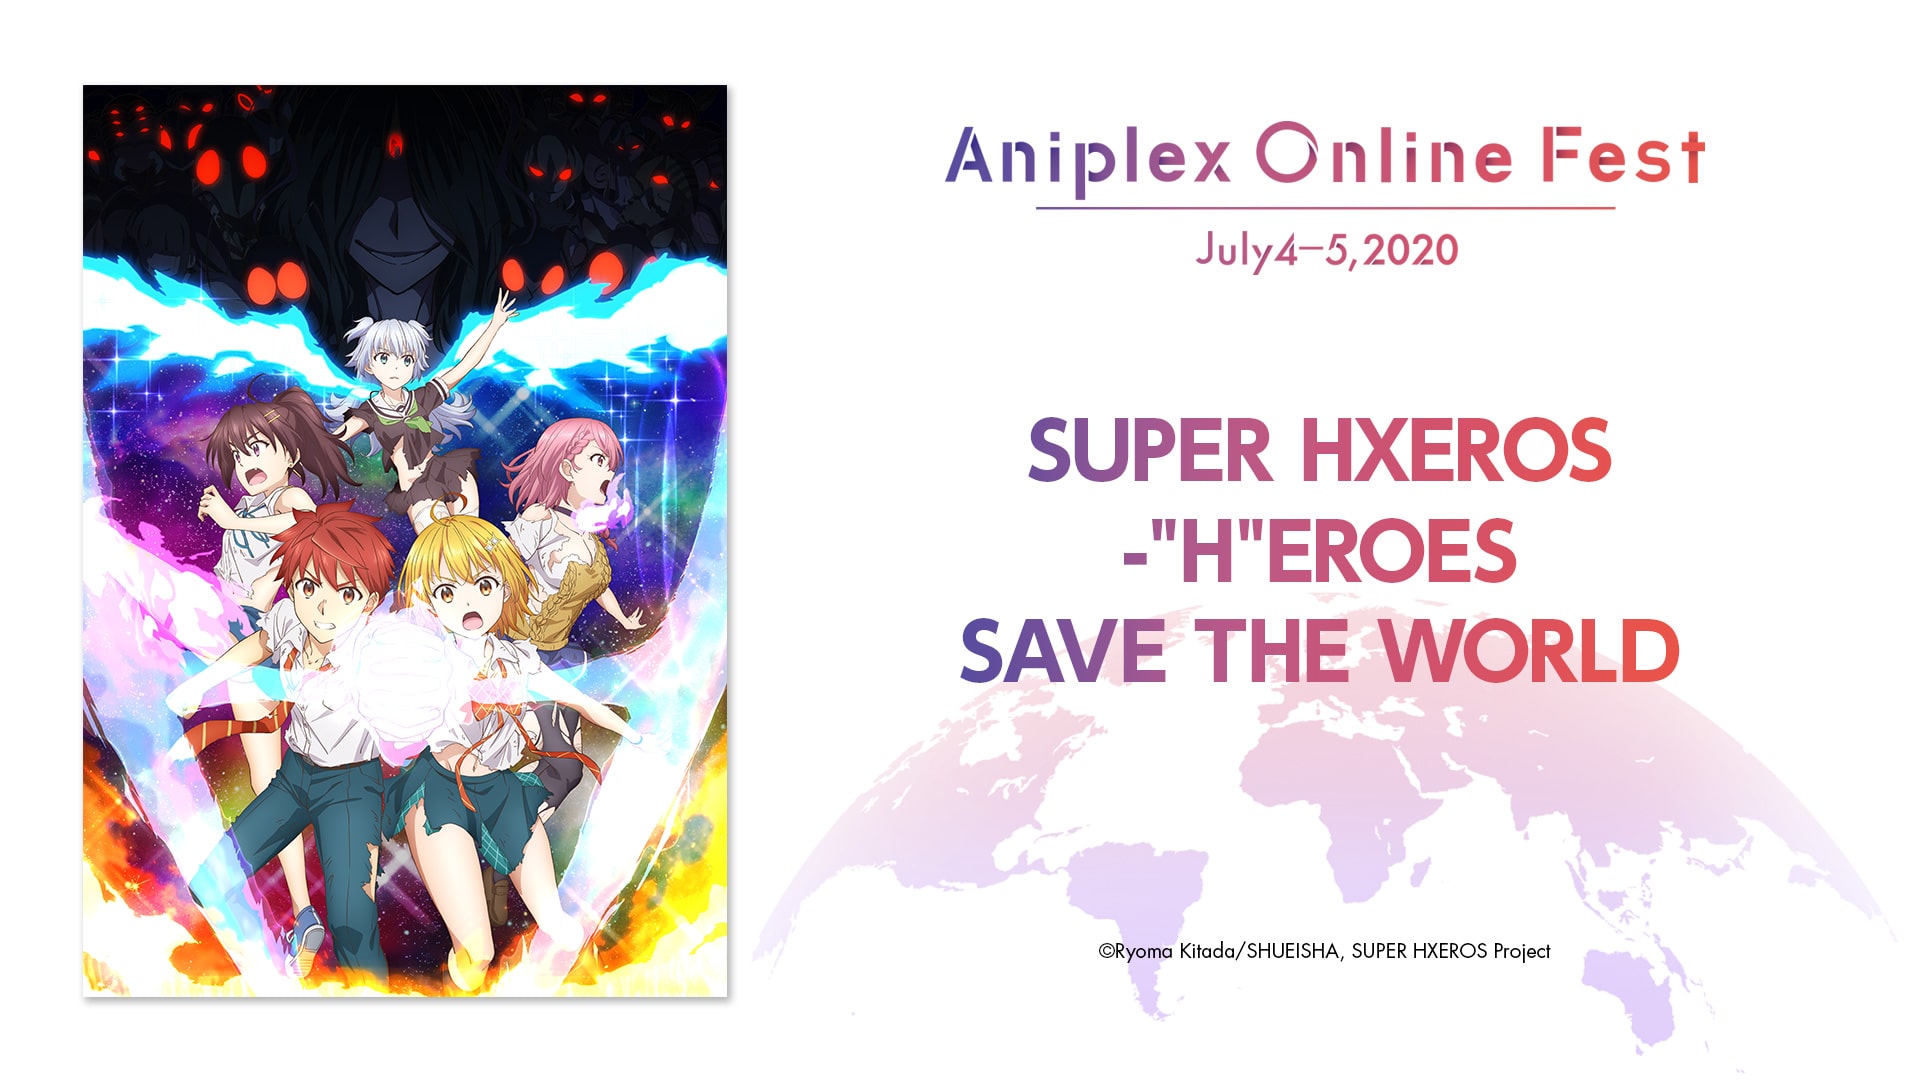 Aniplex Online Fest
July4–5,2020
SUPER HXEROS
-"H"EROES
SAVE THE WORLD
©Ryoma Kitada/SHUEISHA, SUPER HXEROS Project